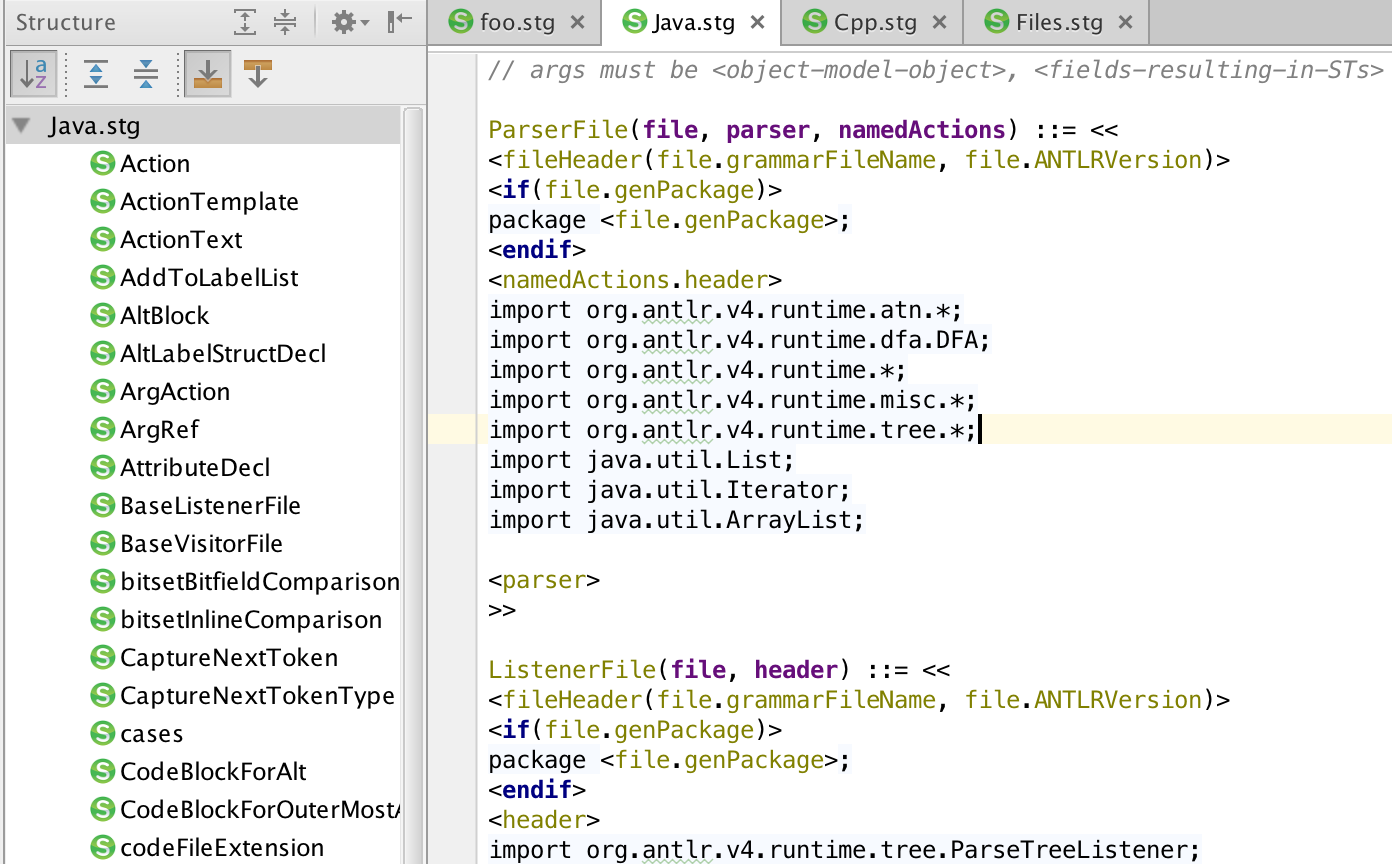 Structure
foo.stg
Java.stg
Cpp.stg
Files.stg
Java.stg
Action
ActionTemplate
ActionText
AddToLabelList
AltBlock
AltLabelStructDecl
ArgAction
ArgRef
AttributeDecl
BaseListenerFile
BaseVisitorFile
bitsetBitfieldComparison
bitsetInlineComparison
CaptureNextToken
CaptureNextTokenType
cases
CodeBlockForAlt
CodeBlockForOuterMostA
codeFileExtension
// args must be <object-model-object>, <fields-resulting-in-STs>
ParserFile(file, parser, namedActions) ::= <<
<fileHeader(file.grammarFileName, file.ANTLRVersion)>
<if(file.genPackage)>
package <file.genPackage>;
<endif>
<namedActions.header>
import org.antlr.v4.runtime.atn.*;
import org.antlr.v4.runtime.dfa.DFA;
import org.antlr.v4.runtime.*;
import org.antlr.v4.runtime.misc.*;
import org.antlr.v4.runtime.tree.*;
import java.util.List;
import java.util.Iterator;
import java.util.ArrayList;
<parser>
>>
ListenerFile(file, header) ::= <<
<fileHeader(file.grammarFileName, file.ANTLRVersion)>
<if(file.genPackage)>
package <file.genPackage>;
<endif>
<header>
import org.antlr.v4.runtime.tree.ParseTreeListener;